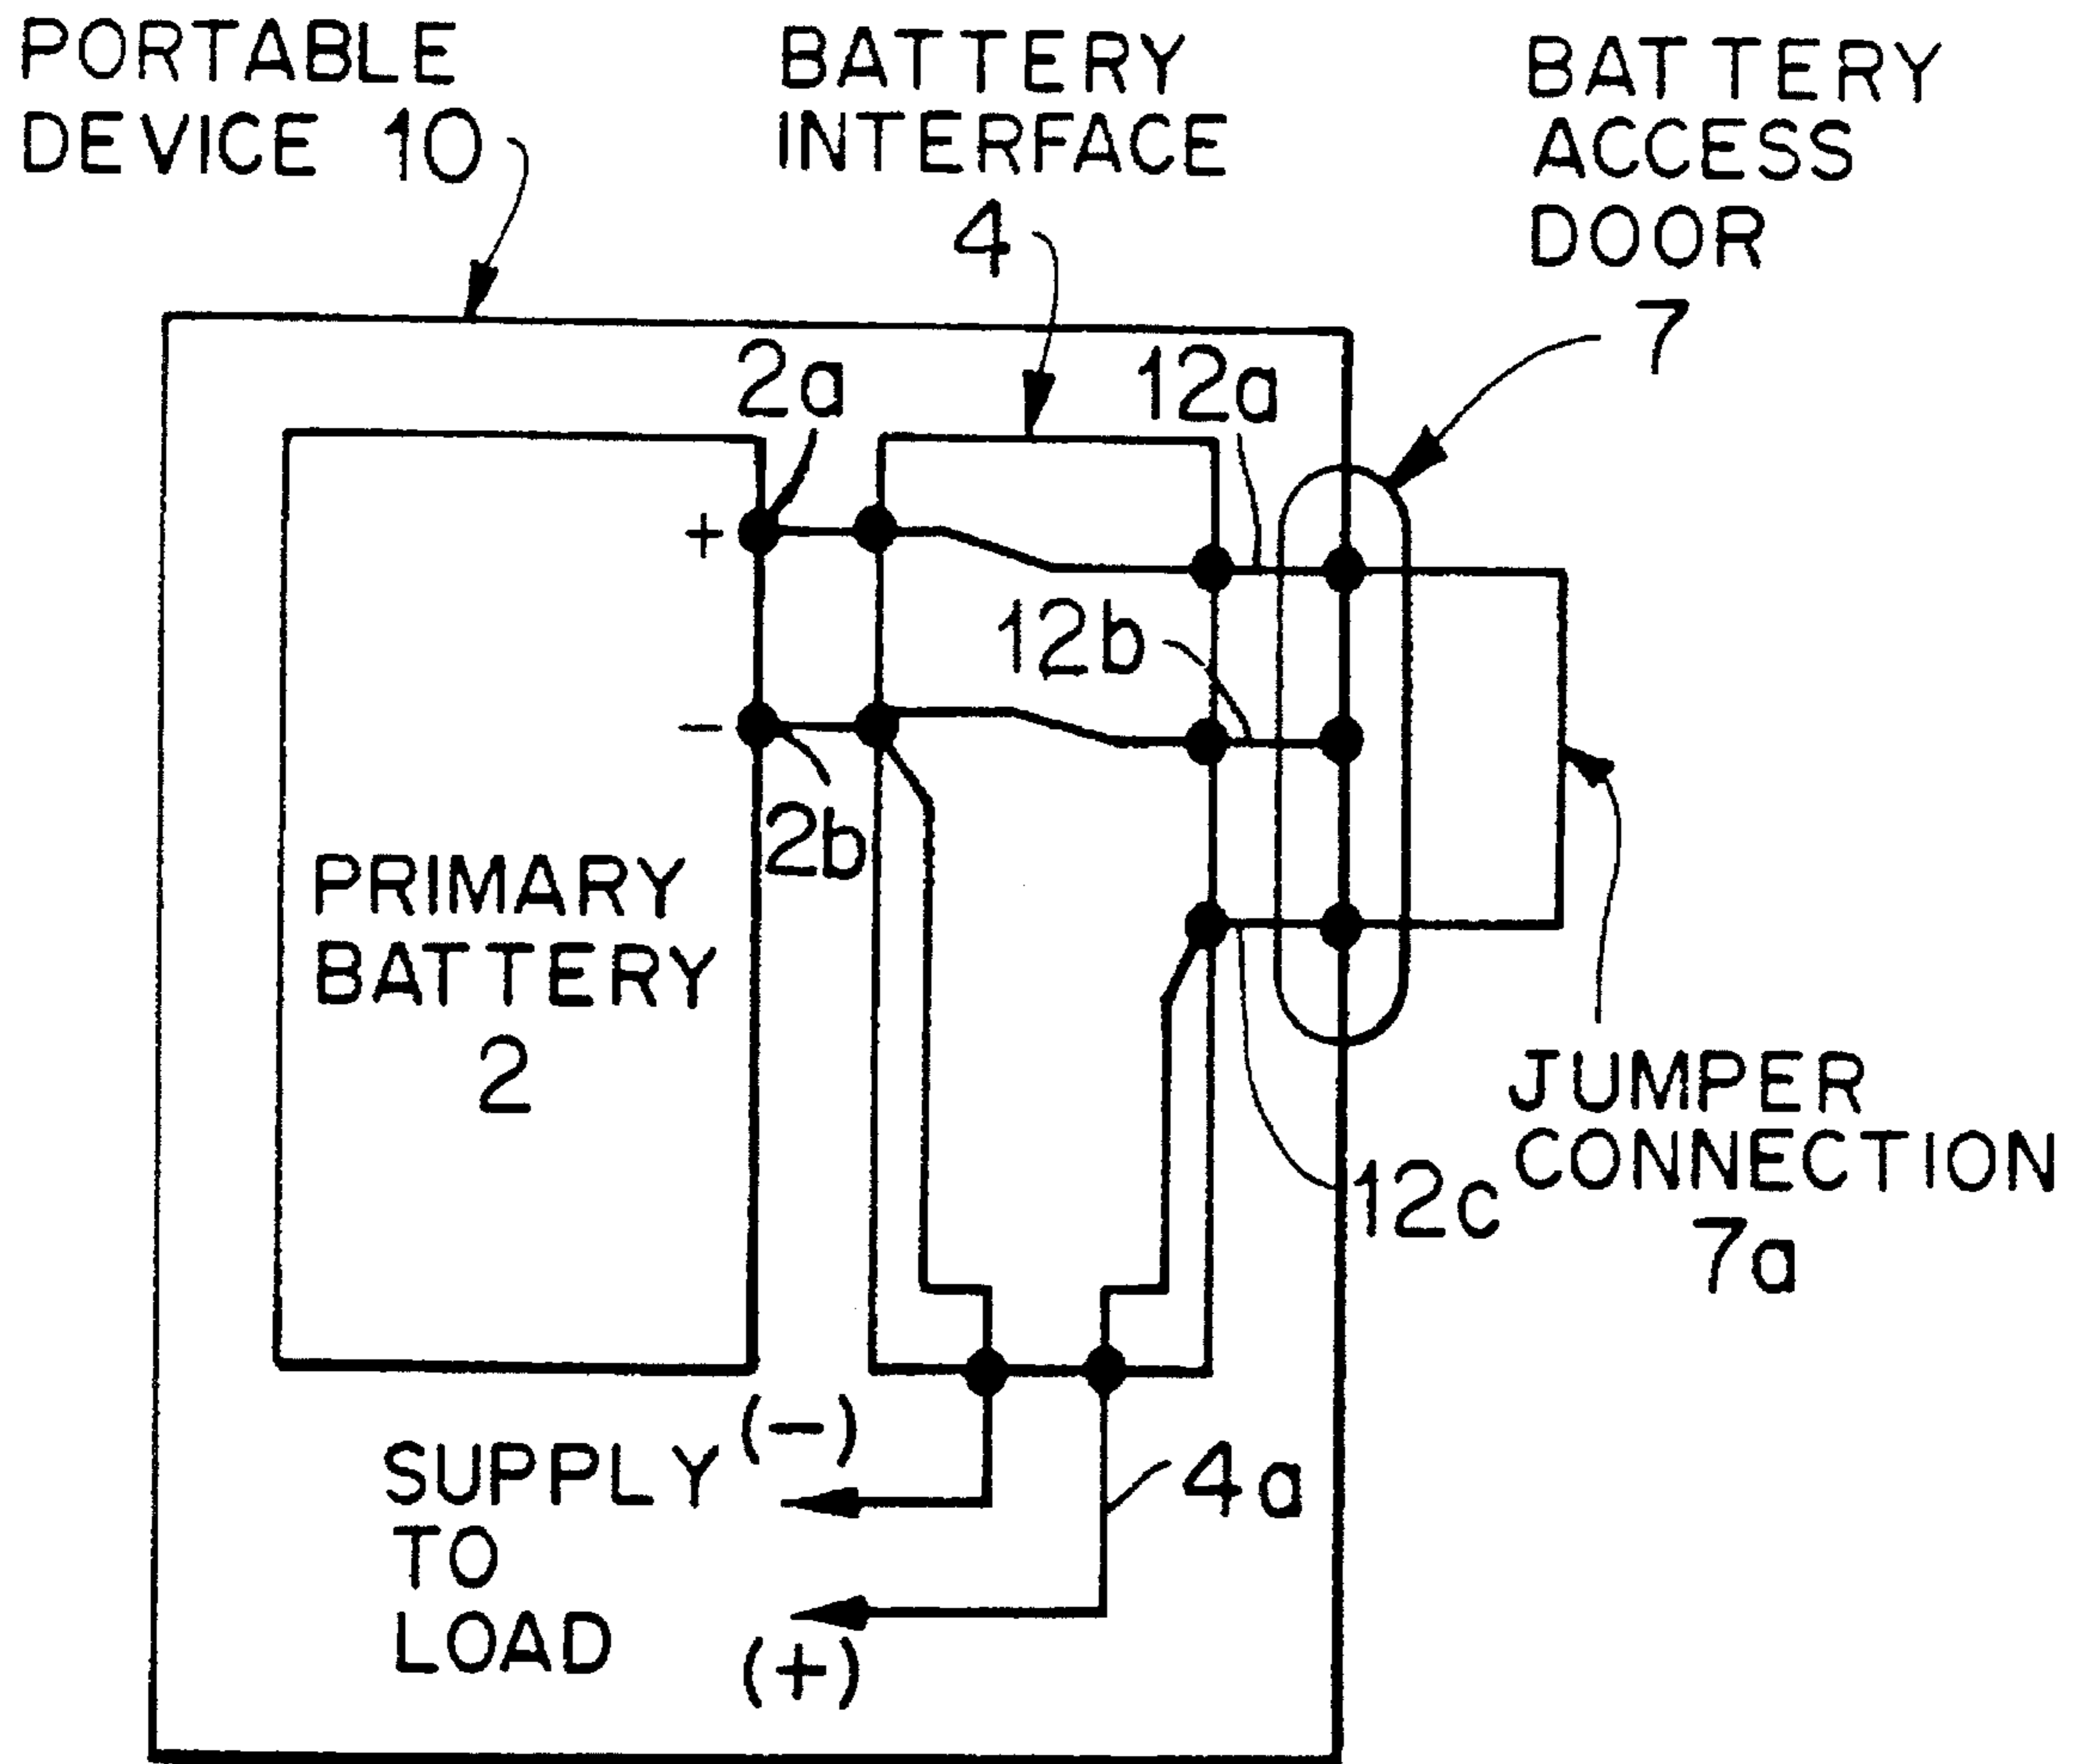 PORTABLE
DEVICE 10
BATTERY
INTERFACE
4
BATTERY
ACCESS
DOOR
7
2a
12a
+
12b
-
2b
PRIMARY
BATTERY
2
JUMPER
CONNECTION
7a
12c
(-)
SUPPLY
TO
LOAD
4a
(+)